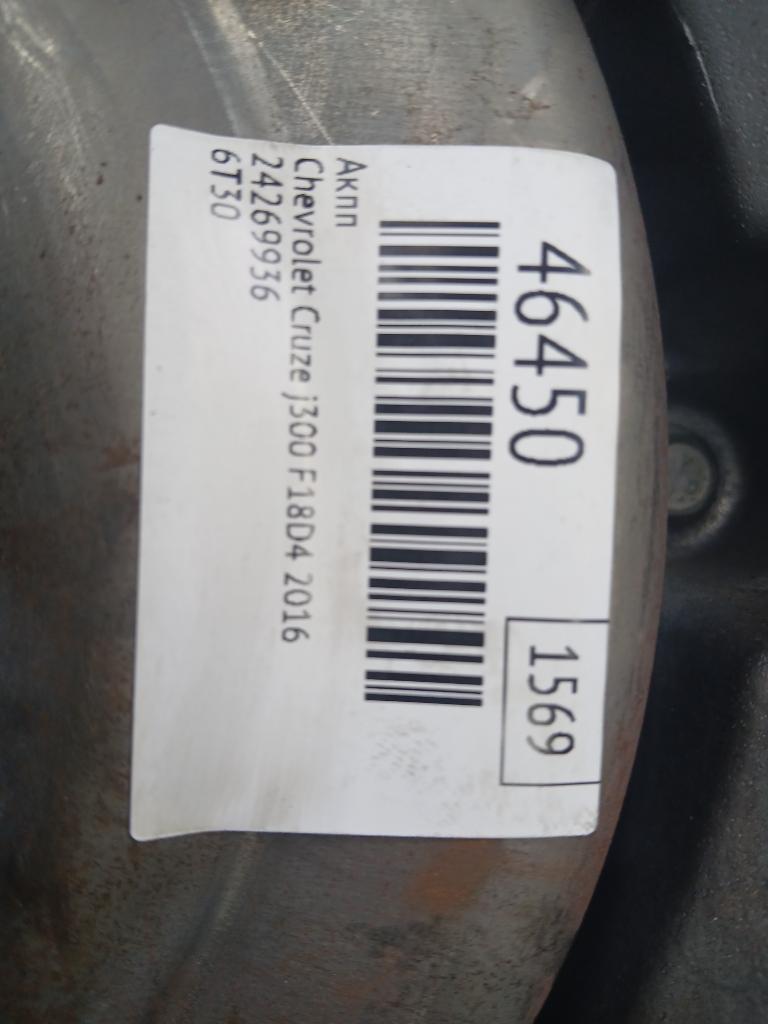 46450
1569
Акпп
Chevrolet Cruze j300 F18D4 2016
24269936
6T30